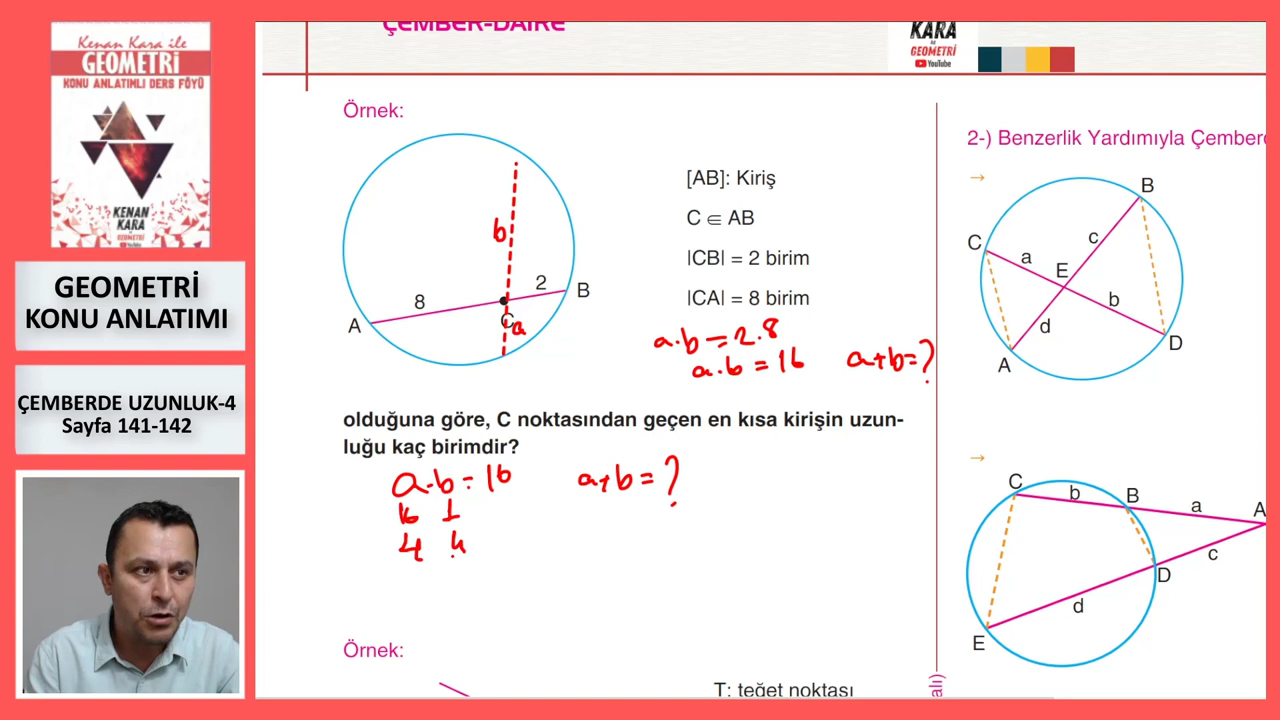 Kenan Kara ile
GEOMETRİ
KONU ANLATIMLI DERS FÖYÜ
KENAN
KARA
GEOMETRİ
GEOMETRİ
KONU ANLATIMI
ÇEMBERDE UZUNLUK-4
Sayfa 141-142
ÇEMBER-DAİRE
KARA
GEOMETRİ
YouTube
Örnek:
b
8
2
A
B
C
a
[AB]: Kiriş
C ∈ AB
|CB| = 2 birim
|CA| = 8 birim
a.b = 2.8
a.b = 16 a+b=?
olduğuna göre, C noktasından geçen en kısa kirişin uzun-
luğu kaç birimdir?
a.b = 16 a+b = ?
16 1
4 4
Örnek:
T: teğet noktası
2-) Benzerlik Yardımıyla Çemberd
→
B
C
a
c
E
b
d
A
D
→
C
b
B
a
A
c
D
d
E
alı)